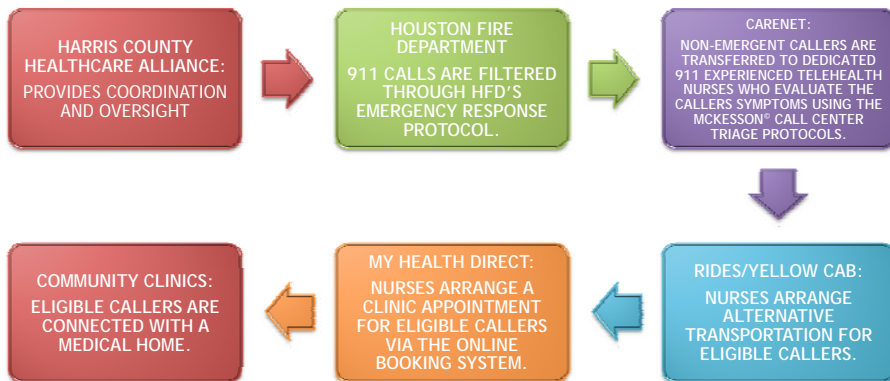 HARRIS COUNTY
HEALTHCARE ALLIANCE:
PROVIDES COORDINATION
AND OVERSIGHT
HOUSTON FIRE
DEPARTMENT
911 CALLS ARE FILTERED
THROUGH HFD'S
EMERGENCY RESPONSE
PROTOCOL.
CARENET:
NON-EMERGENT CALLERS ARE
TRANSFERRED TO DEDICATED
911 EXPERIENCED TELEHEALTH
NURSES WHO EVALUATE THE
CALLERS SYMPTOMS USING THE
MCKESSON© CALL CENTER
TRIAGE PROTOCOLS.
RIDES/YELLOW CAB:
NURSES ARRANGE
ALTERNATIVE
TRANSPORTATION FOR
ELIGIBLE CALLERS.
MY HEALTH DIRECT:
NURSES ARRANGE A
CLINIC APPOINTMENT
FOR ELIGIBLE CALLERS
VIA THE ONLINE
BOOKING SYSTEM.
COMMUNITY CLINICS:
ELIGIBLE CALLERS ARE
CONNECTED WITH A
MEDICAL HOME.